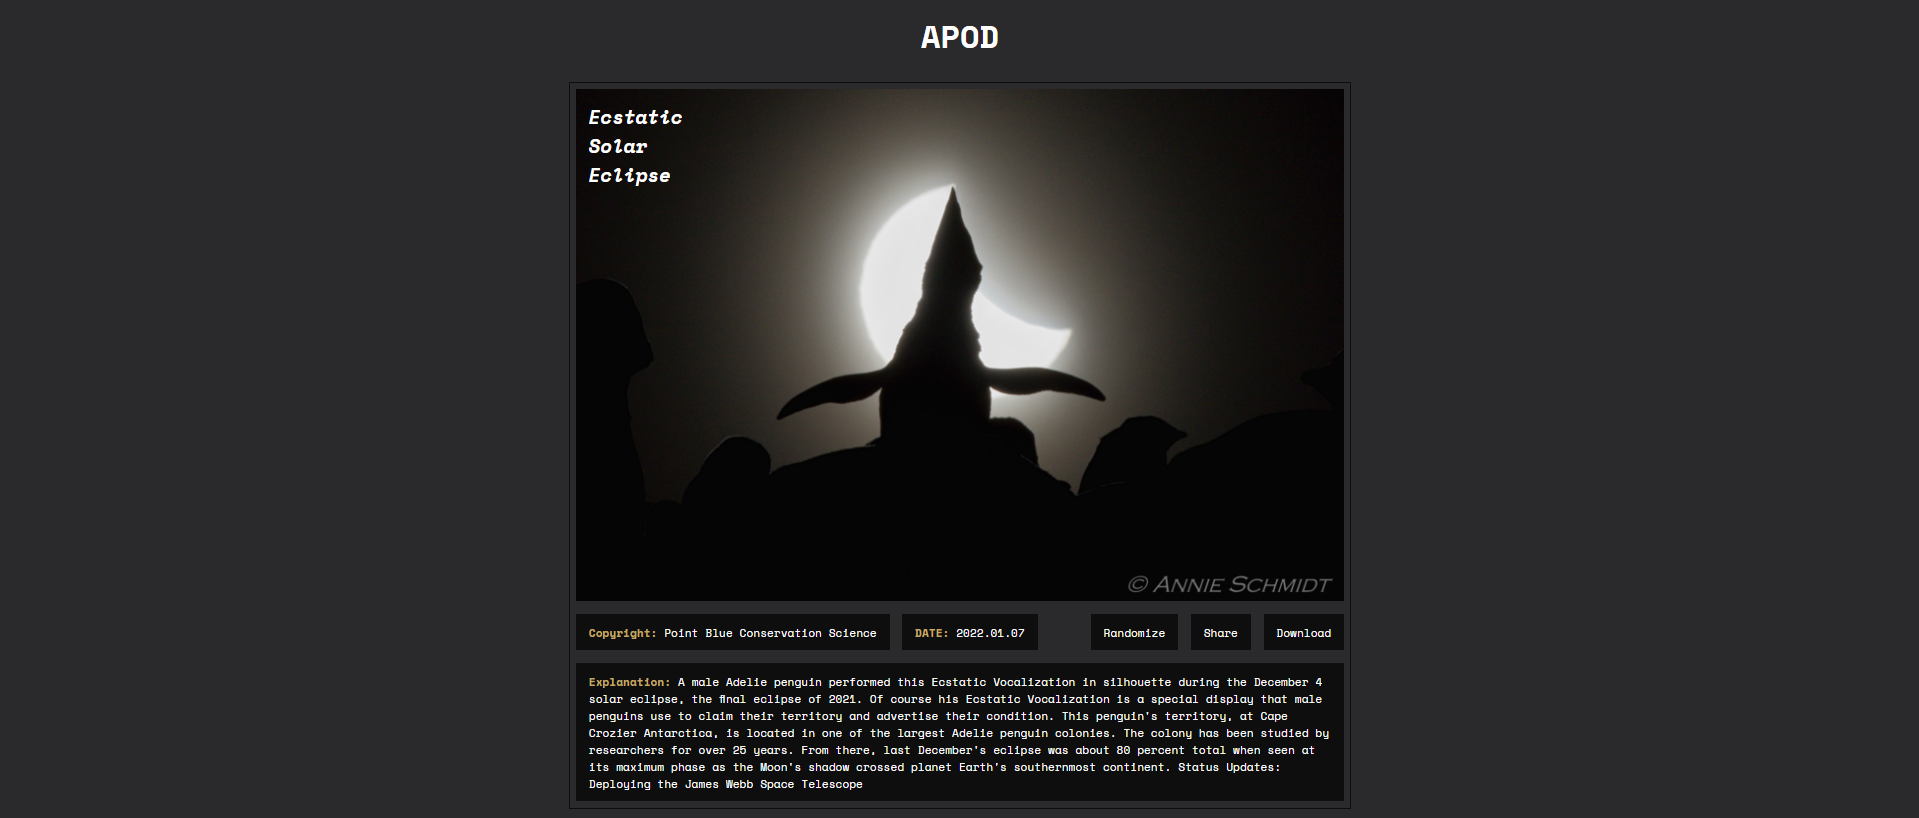 APOD
Ecstatic
Solar
Eclipse
© ANNIE SCHMIDT
Copyright: Point Blue Conservation Science
DATE: 2022.01.07
Randomize
Share
Download
Explanation: A male Adelie penguin performed this Ecstatic Vocalization in silhouette during the December 4
solar eclipse, the final eclipse of 2021. Of course his Ecstatic Vocalization is a special display that male
penguins use to claim their territory and advertise their condition. This penguin's territory, at Cape
Crozier Antarctica, is located in one of the largest Adelie penguin colonies. The colony has been studied by
researchers for over 25 years. From there, last December's eclipse was about 80 percent total when seen at
its maximum phase as the Moon's shadow crossed planet Earth's southernmost continent. Status Updates:
Deploying the James Webb Space Telescope